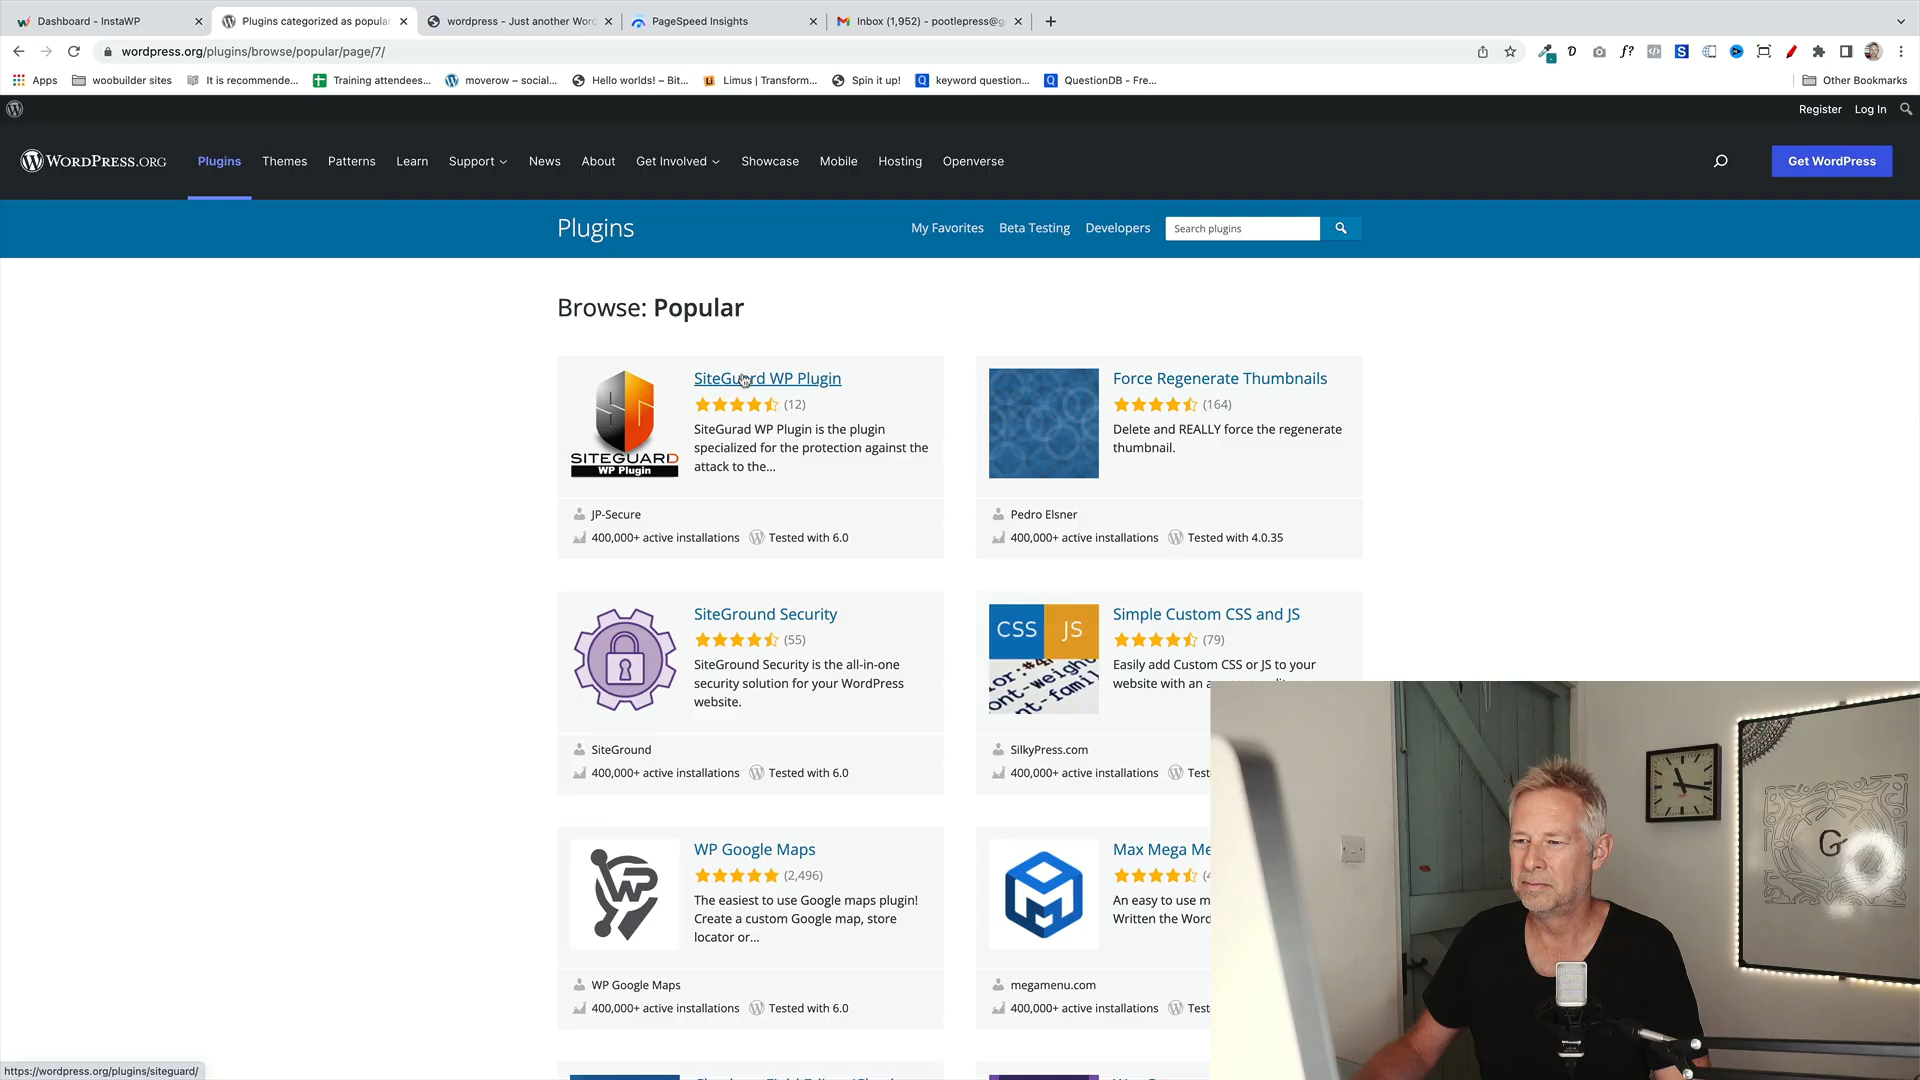 Dashboard - InstaWP
Plugins categorized as popular
wordpress - Just another Word
PageSpeed Insights
Inbox (1,952) - pootlepress@g
wordpress.org/plugins/browse/popular/page/7/
Apps
woobuilder sites
It is recommende...
Training attendees...
moverow – social...
Hello worlds! – Bit...
Limus | Transform...
Spin it up!
keyword question...
QuestionDB - Fre...
Other Bookmarks
Register
Log In
WORDPRESS.ORG
Plugins
Themes
Patterns
Learn
Support
News
About
Get Involved
Showcase
Mobile
Hosting
Openverse
Get WordPress
Plugins
My Favorites
Beta Testing
Developers
Search plugins
Browse: Popular
SITEGUARD
WP Plugin
SiteGuard WP Plugin
(12)
SiteGurad WP Plugin is the plugin
specialized for the protection against the
attack to the...
JP-Secure
400,000+ active installations
Tested with 6.0
Force Regenerate Thumbnails
(164)
Delete and REALLY force the regenerate
thumbnail.
Pedro Elsner
400,000+ active installations
Tested with 4.0.35
SiteGround Security
(55)
SiteGround Security is the all-in-one
security solution for your WordPress
website.
SiteGround
400,000+ active installations
Tested with 6.0
CSS JS
Simple Custom CSS and JS
(79)
Easily add Custom CSS or JS to your
website with an
SilkyPress.com
400,000+ active installations
WP
WP Google Maps
(2,496)
The easiest to use Google maps plugin!
Create a custom Google map, store
locator or...
WP Google Maps
400,000+ active installations
Tested with 6.0
Max Mega Me
An easy to use m
Written the Word
megamenu.com
400,000+ active installations
G
https://wordpress.org/plugins/siteguard/